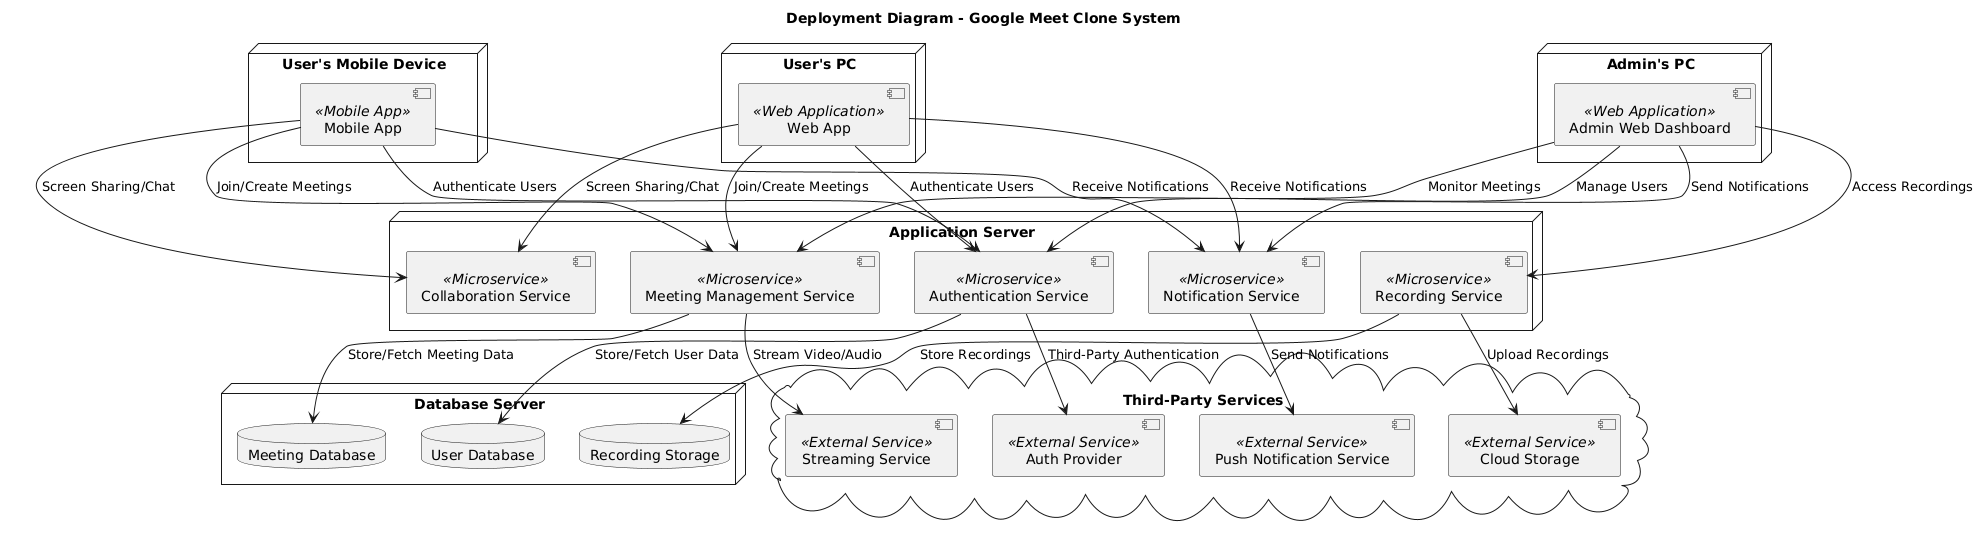 Deployment Diagram - Google Meet Clone System
User's Mobile Device
User's PC
Admin's PC
«Mobile App»
Mobile App
«Web Application»
Web App
«Web Application»
Admin Web Dashboard
Screen Sharing/Chat
Join/Create Meetings
Authenticate Users
Screen Sharing/Chat
Join/Create Meetings
Authenticate Users
Receive Notifications
Receive Notifications
Monitor Meetings
Manage Users
Send Notifications
Access Recordings
Application Server
«Microservice»
Collaboration Service
«Microservice»
Meeting Management Service
«Microservice»
Authentication Service
«Microservice»
Notification Service
«Microservice»
Recording Service
Store/Fetch Meeting Data
Store/Fetch User Data
Stream Video/Audio
Store Recordings
Third-Party Authentication
Send Notifications
Upload Recordings
Database Server
Meeting Database
User Database
Recording Storage
Third-Party Services
«External Service»
Streaming Service
«External Service»
Auth Provider
«External Service»
Push Notification Service
«External Service»
Cloud Storage